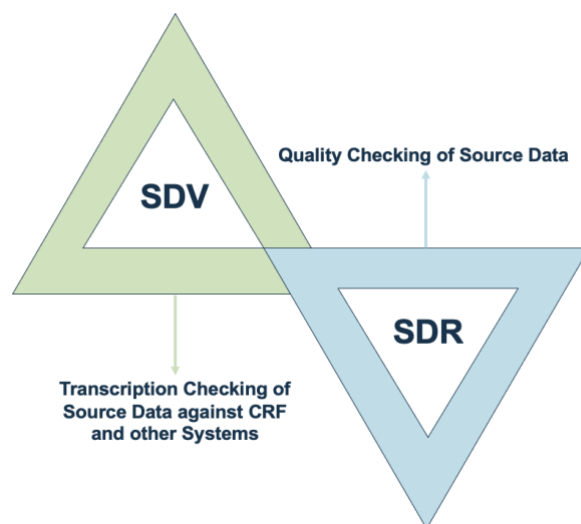 Quality Checking of Source Data
SDV
SDR
Transcription Checking of
Source Data against CRF
and other Systems